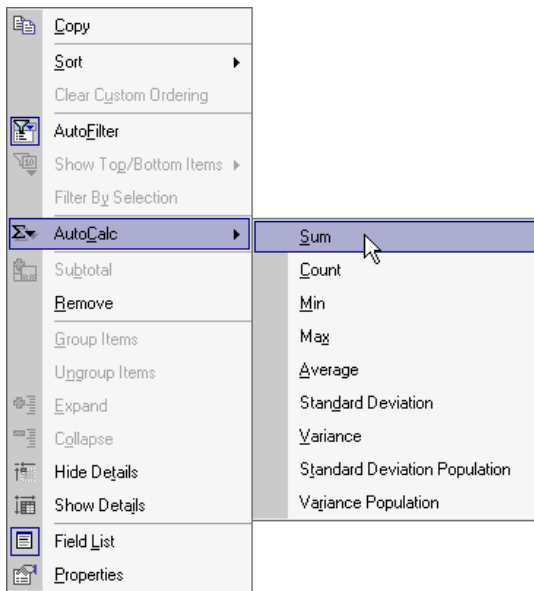 Copy
Sort
Clear Custom Ordering
AutoFilter
Show Top/Bottom Items
Filter By Selection
AutoCalc
Subtotal
Remove
Group Items
Ungroup Items
Expand
Collapse
Hide Details
Show Details
Field List
Properties
Sum
Count
Min
Max
Average
Standard Deviation
Variance
Standard Deviation Population
Variance Population